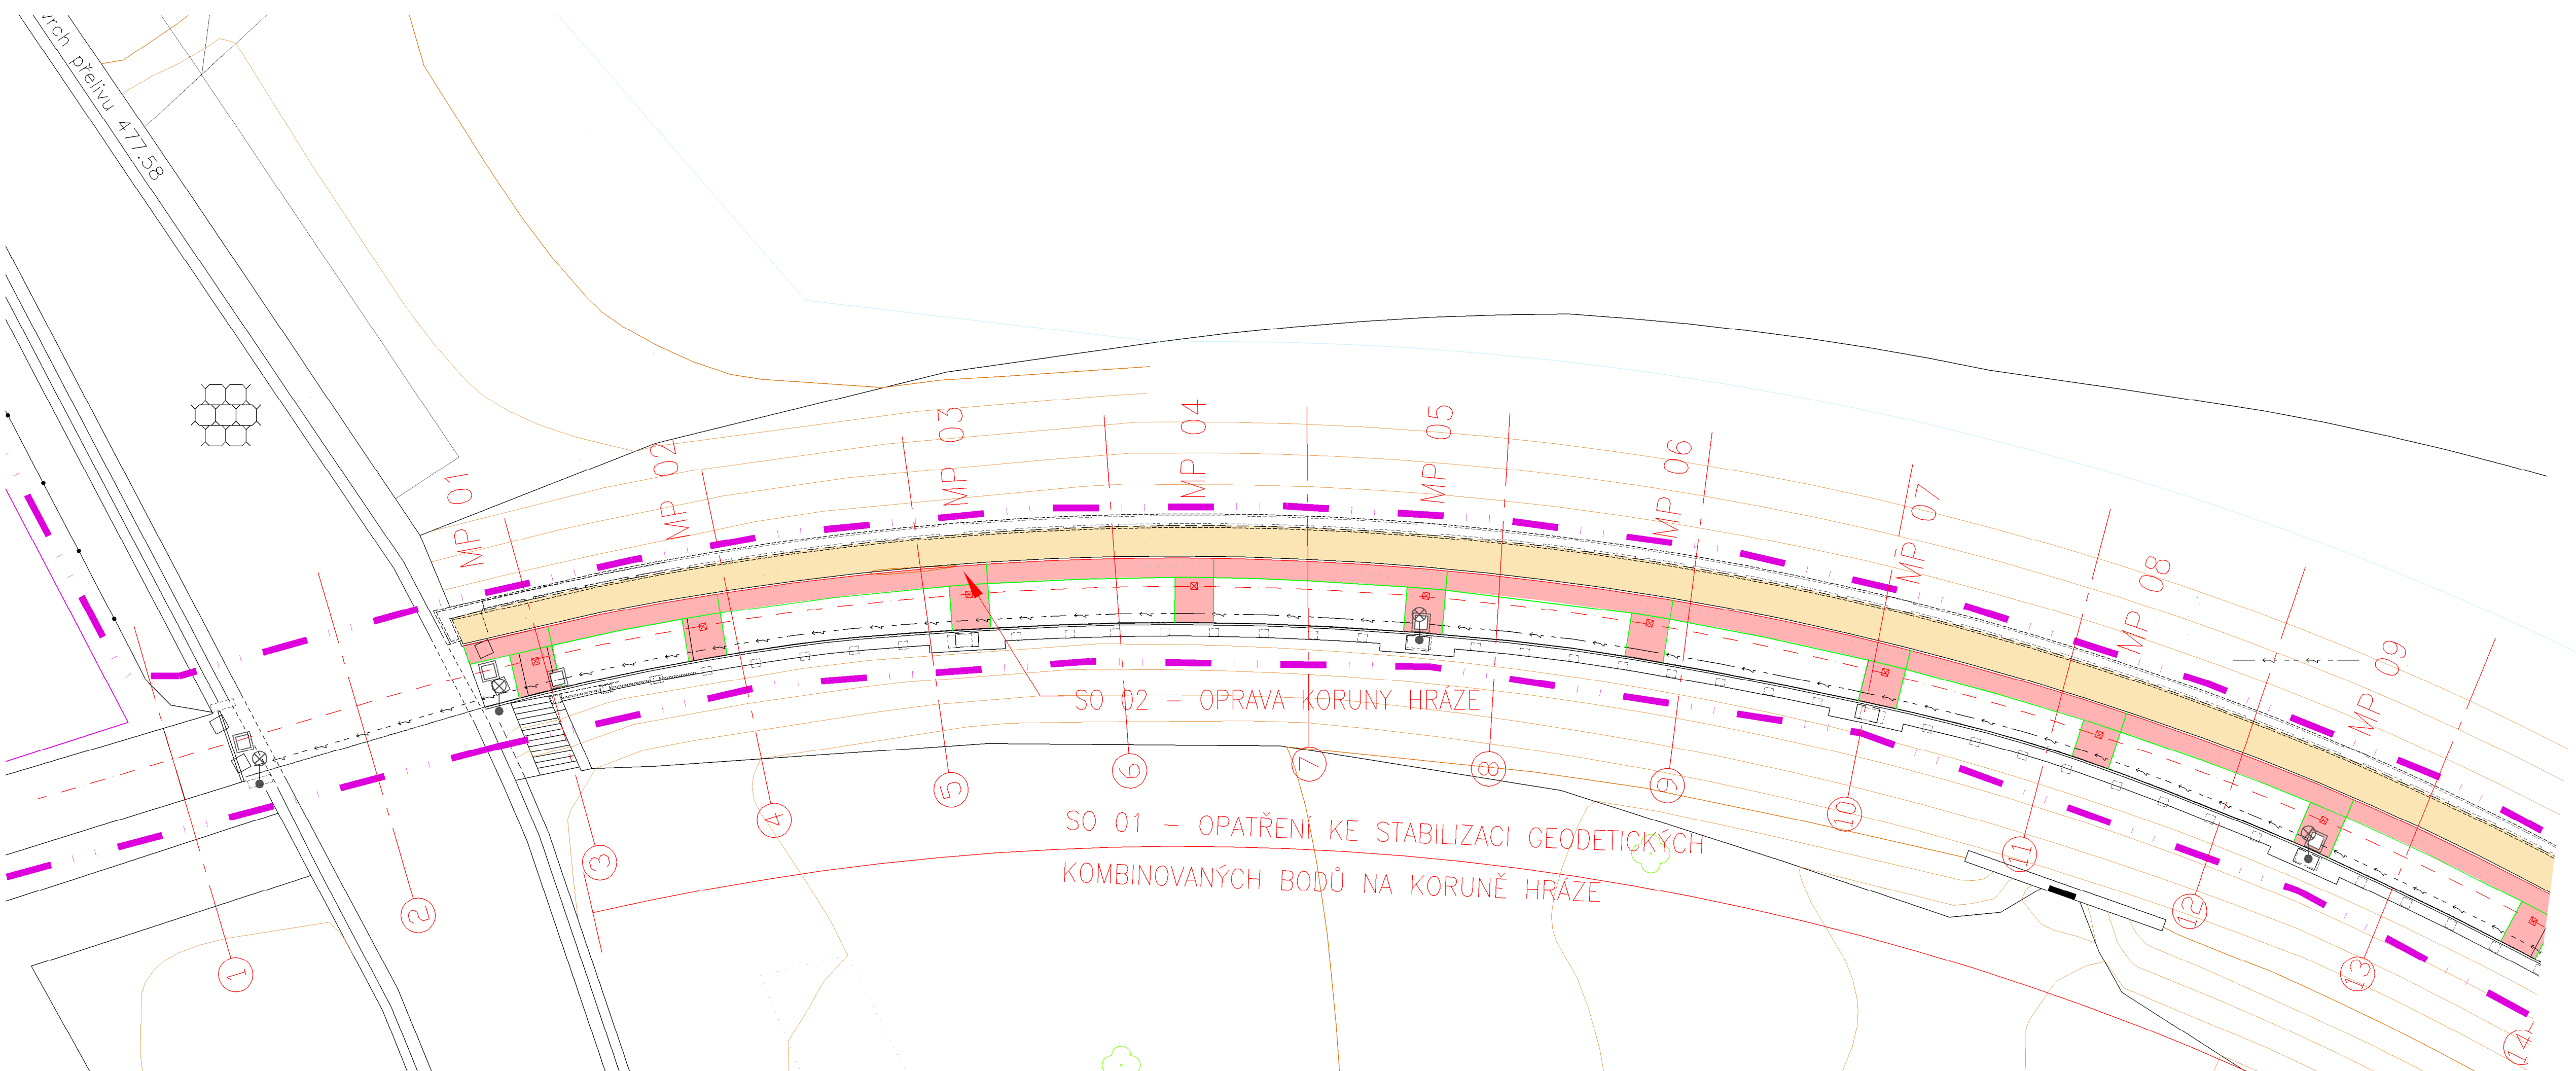 vrch přelivu 477.58
MP 01
MP 02
MP 03
MP 04
MP 05
MP 06
MP 07
MP 08
MP 09
SO 02 – OPRAVA KORUNY HRÁZE
SO 01 – OPATŘENÍ KE STABILIZACI GEODETICKÝCH
KOMBINOVANÝCH BODŮ NA KORUNĚ HRÁZE
1
2
3
4
5
6
7
8
9
10
11
12
13
14